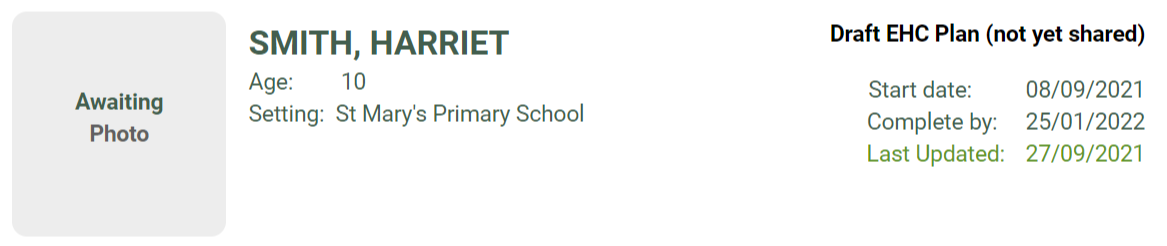 Awaiting
Photo
SMITH, HARRIET
Age: 10
Setting: St Mary's Primary School
Draft EHC Plan (not yet shared)
Start date: 08/09/2021
Complete by: 25/01/2022
Last Updated: 27/09/2021